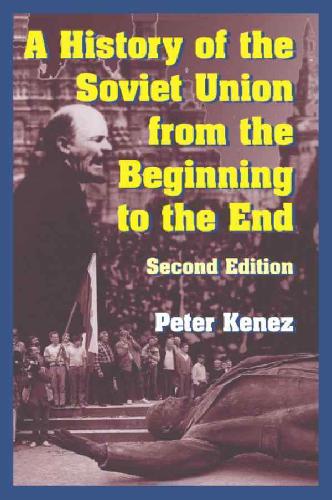 A History of the
Soviet Union
from the
Beginning
to the End
Second Edition
Peter Kenez